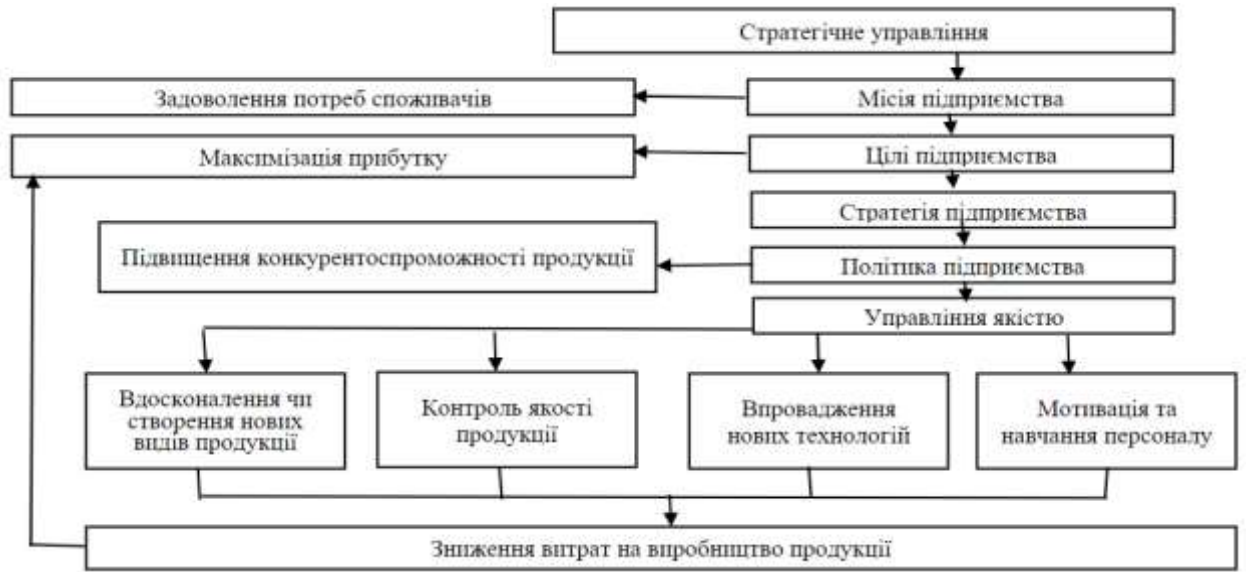 Стратегічне управління
Задоволення потреб споживачів
Місія підприємства
Максимізація прибутку
Цілі підприємства
Стратегія підприємства
Підвищення конкурентоспроможності продукції
Політика підприємства
Управління якістю
Вдосконалення чи
створення нових
видів продукції
Контроль якості
продукції
Впровадження
нових технологій
Мотивація та
навчання персоналу
Зниження витрат на виробництво продукції